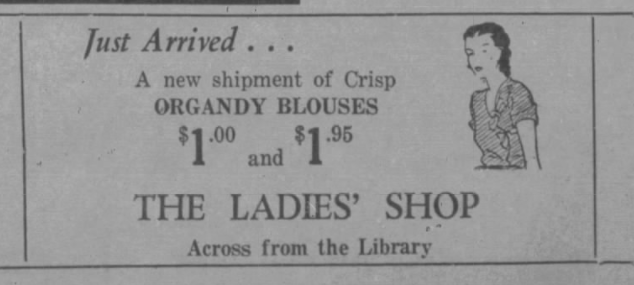 Just Arrived . . .
A new shipment of Crisp
ORGANDY BLOUSES
$1.00 and $1.95
THE LADIES' SHOP
Across from the Library